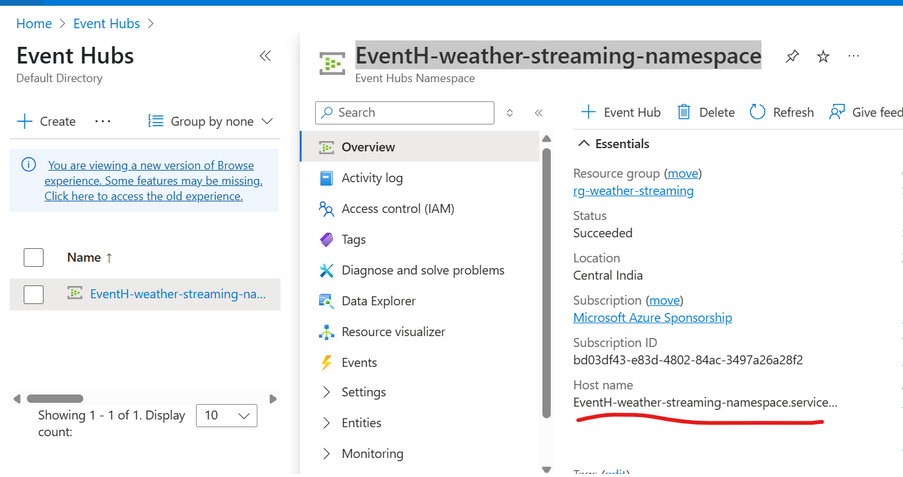 Home > Event Hubs >
Event Hubs
Default Directory
Create
Group by none
You are viewing a new version of Browse
experience. Some features may be missing.
Click here to access the old experience.
Name ↑
EventH-weather-streaming-na...
Showing 1 - 1 of 1. Display
count:
10
EventH-weather-streaming-namespace
Event Hubs Namespace
Search
Overview
Activity log
Access control (IAM)
Tags
Diagnose and solve problems
Data Explorer
Resource visualizer
Events
Settings
Entities
Monitoring
Event Hub
Delete
Refresh
Give feed
Essentials
Resource group (move)
rg-weather-streaming
Status
Succeeded
Location
Central India
Subscription (move)
Microsoft Azure Sponsorship
Subscription ID
bd03df43-e83d-4802-84ac-3497a26a28f2
Host name
EventH-weather-streaming-namespace.service...